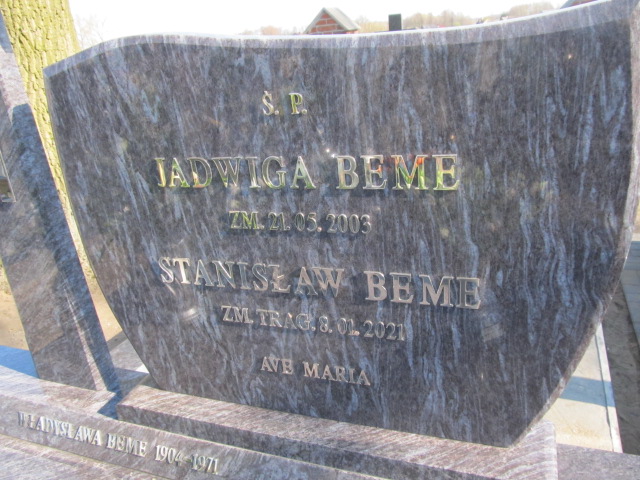 Ś. P.
JADWIGA BEME
ZM. 21. 05. 2003
STANISŁAW BEME
ZM. TRAG. 8. 01. 2021
AVE MARIA
WŁADYSŁAWA BEME 1904-1971